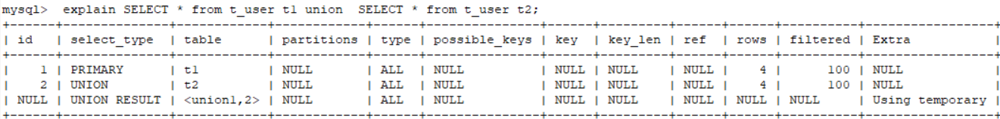 mysql>  explain SELECT * from t_user t1 union  SELECT * from t_user t2;
+------+--------------+------------+------------+------+---------------+------+---------+------+------+----------+-----------------+
| id   | select_type  | table      | partitions | type | possible_keys | key  | key_len | ref  | rows | filtered | Extra           |
+------+--------------+------------+------------+------+---------------+------+---------+------+------+----------+-----------------+
|    1 | PRIMARY      | t1         | NULL       | ALL  | NULL          | NULL | NULL    | NULL |    4 |      100 | NULL            |
|    2 | UNION        | t2         | NULL       | ALL  | NULL          | NULL | NULL    | NULL |    4 |      100 | NULL            |
| NULL | UNION RESULT | <union1,2> | NULL       | ALL  | NULL          | NULL | NULL    | NULL | NULL | NULL     | Using temporary |
+------+--------------+------------+------------+------+---------------+------+---------+------+------+----------+-----------------+